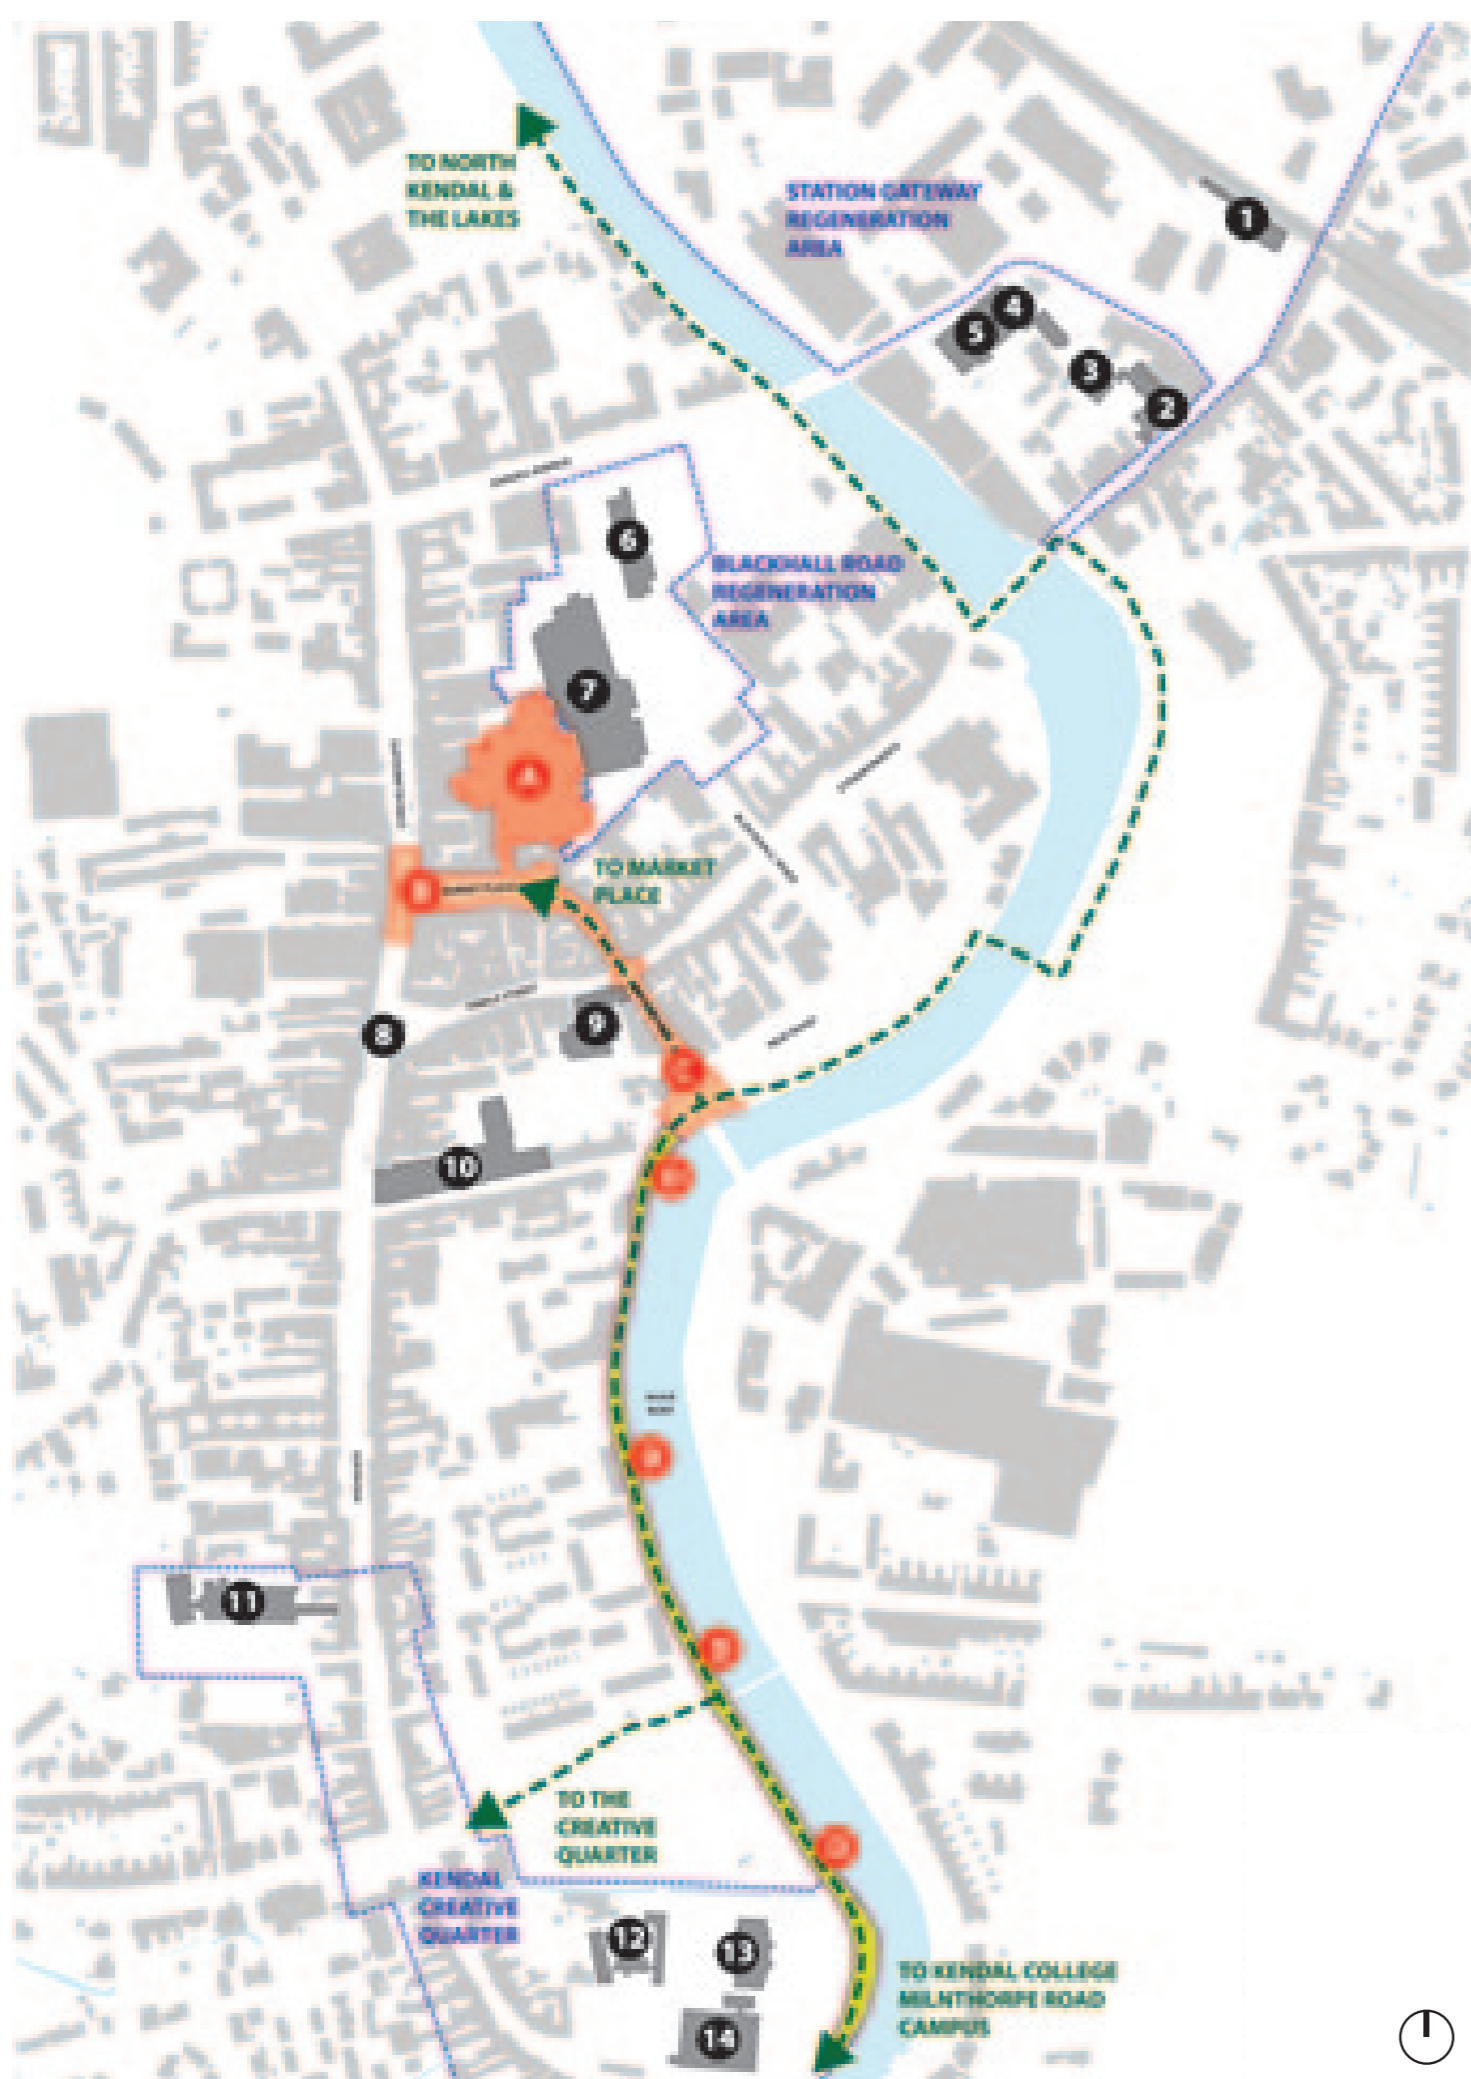 TO NORTH
KENDAL &
THE LAKES
STATION GATEWAY
REGENERATION
AREA
1
4
5
3
2
6
BLACKHALL ROAD
REGENERATION
AREA
7
A
TO MARKET
PLACE
B
8
9
C
10
11
TO THE
CREATIVE
QUARTER
KENDAL
CREATIVE
QUARTER
12
13
14
TO KENDAL COLLEGE
MILNTHORPE ROAD
CAMPUS